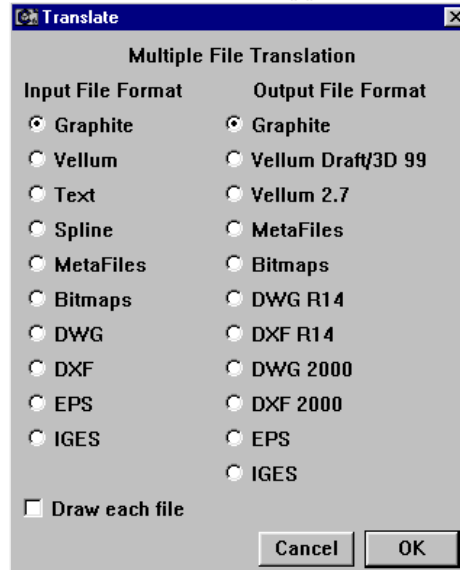 Translate
Multiple File Translation
Input File Format
Graphite
Vellum
Text
Spline
MetaFiles
Bitmaps
DWG
DXF
EPS
IGES
Output File Format
Graphite
Vellum Draft/3D 99
Vellum 2.7
MetaFiles
Bitmaps
DWG R14
DXF R14
DWG 2000
DXF 2000
EPS
IGES
Draw each file
Cancel
OK